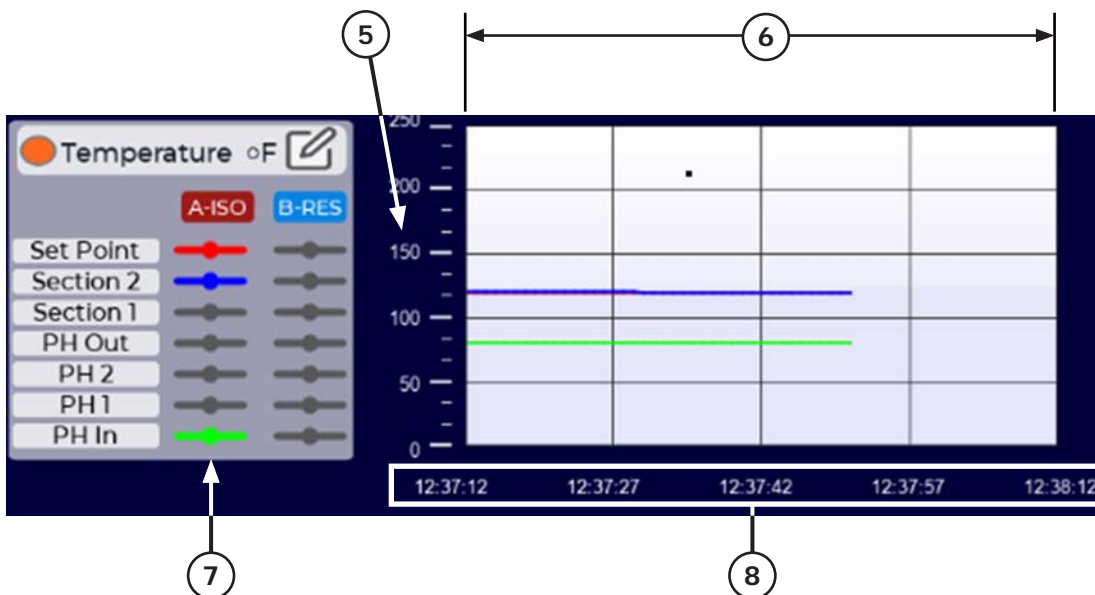 5
6
Temperature °F
A-ISO B-RES
Set Point
Section 2
Section 1
PH Out
PH 2
PH 1
PH In
250
200
150
100
50
0
12:37:12 12:37:27 12:37:42 12:37:57 12:38:12
7
8